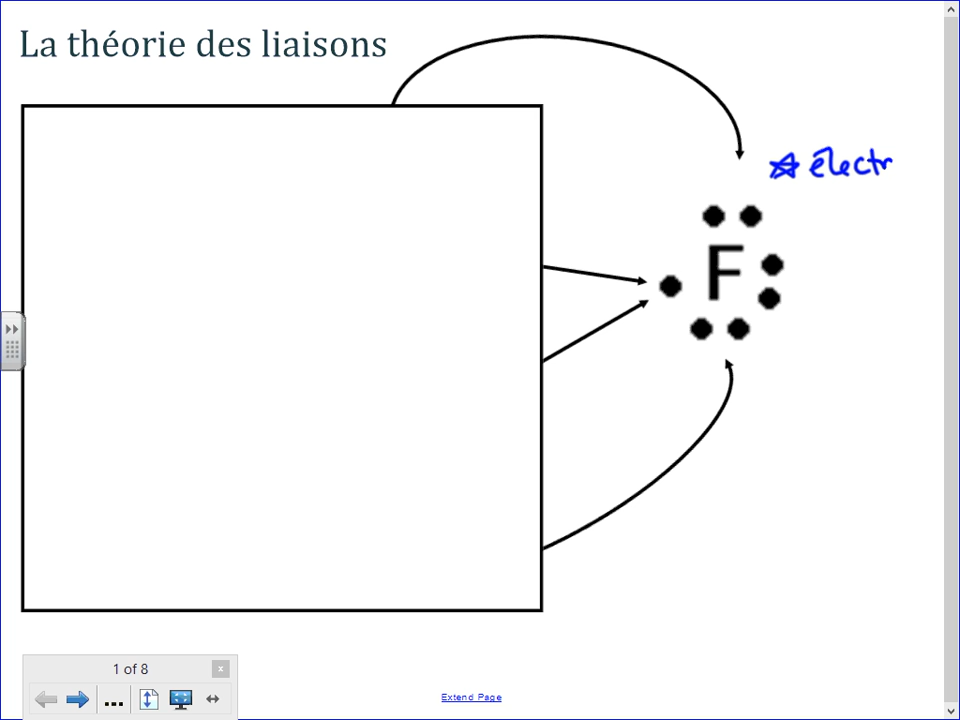 La théorie des liaisons
électr
F
1 of 8
x
...
Extend Page